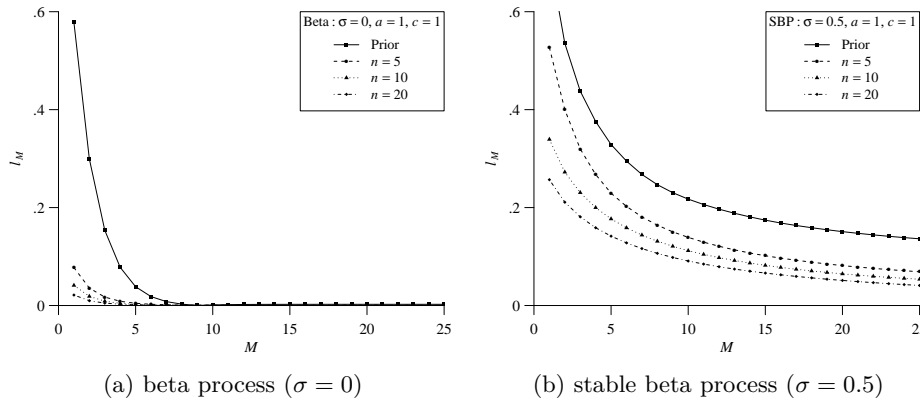 .6
.4
.2
0
l_M
0
5
10
15
20
25
M
Beta : σ = 0, a = 1, c = 1
Prior
n = 5
n = 10
n = 20
(a) beta process (σ = 0)
.6
.4
.2
0
l_M
0
5
10
15
20
25
M
SBP : σ = 0.5, a = 1, c = 1
Prior
n = 5
n = 10
n = 20
(b) stable beta process (σ = 0.5)